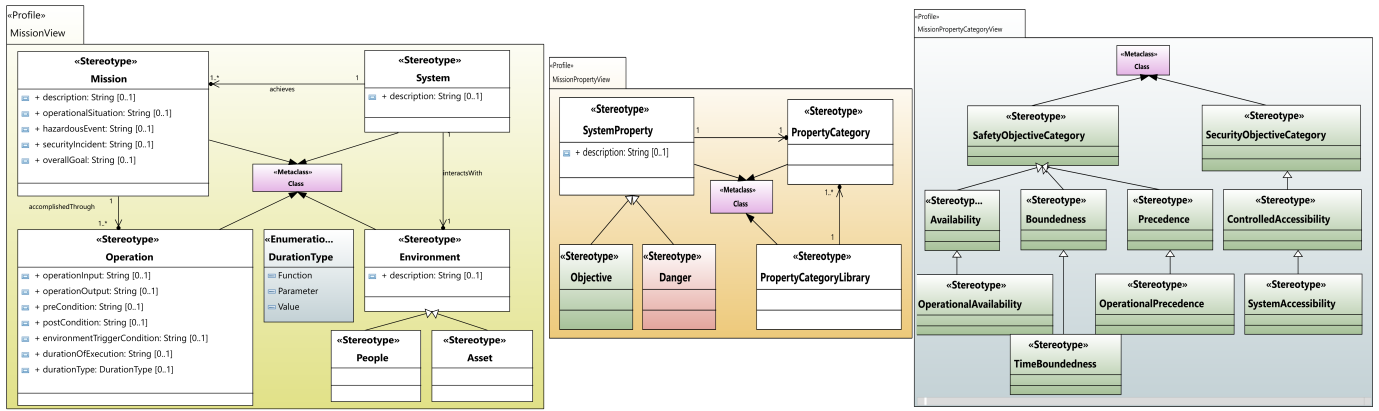 «Profile»
MissionView
«Stereotype»
Mission
+ description: String [0..1]
+ operationalSituation: String [0..1]
+ hazardousEvent: String [0..1]
+ securityIncident: String [0..1]
+ overallGoal: String [0..1]
1..*
achieves
1
«Stereotype»
System
+ description: String [0..1]
«Metaclass»
Class
1
interactsWith
1
accomplishedThrough
1
1..*
«Stereotype»
Operation
+ operationInput: String [0..1]
+ operationOutput: String [0..1]
+ preCondition: String [0..1]
+ postCondition: String [0..1]
+ environmentTriggerCondition: String [0..1]
+ durationOfExecution: String [0..1]
+ durationType: DurationType [0..1]
«Enumeratio...
DurationType
Function
Parameter
Value
«Stereotype»
Environment
+ description: String [0..1]
«Stereotype»
People
«Stereotype»
Asset
«Profile»
MissionPropertyView
«Stereotype»
SystemProperty
+ description: String [0..1]
1
1
«Stereotype»
PropertyCategory
«Metaclass»
Class
1..*
1
«Stereotype»
Objective
«Stereotype»
Danger
«Stereotype»
PropertyCategoryLibrary
«Profile»
MissionPropertyCategoryView
«Metaclass»
Class
«Stereotype»
SafetyObjectiveCategory
«Stereotype»
SecurityObjectiveCategory
«Stereotyp...
Availability
«Stereotype»
Boundedness
«Stereotype»
Precedence
«Stereotype»
ControlledAccessibility
«Stereotype»
OperationalAvailability
«Stereotype»
OperationalPrecedence
«Stereotype»
SystemAccessibility
«Stereotype»
TimeBoundedness